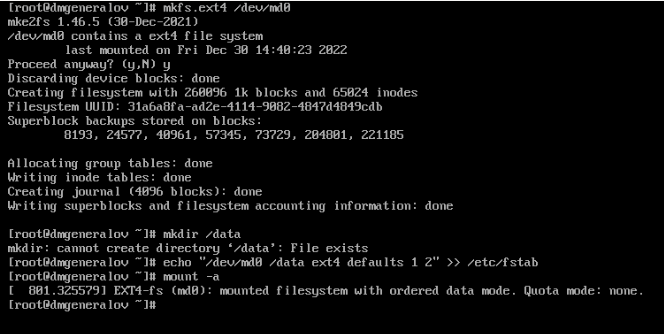 [root@dmgeneralov ~]# mkfs.ext4 /dev/md0
mke2fs 1.46.5 (30-Dec-2021)
/dev/md0 contains a ext4 file system
last mounted on Fri Dec 30 14:40:23 2022
Proceed anyway? (y,N) y
Discarding device blocks: done
Creating filesystem with 260096 1k blocks and 65024 inodes
Filesystem UUID: 31a6a8fa-ad2e-4114-9082-4847d4849cdb
Superblock backups stored on blocks:
8193, 24577, 40961, 57345, 73729, 204801, 221185

Allocating group tables: done
Writing inode tables: done
Creating journal (4096 blocks): done
Writing superblocks and filesystem accounting information: done

[root@dmgeneralov ~]# mkdir /data
mkdir: cannot create directory ‘/data’: File exists
[root@dmgeneralov ~]# echo "/dev/md0 /data ext4 defaults 1 2" >> /etc/fstab
[root@dmgeneralov ~]# mount -a
[  801.325579] EXT4-fs (md0): mounted filesystem with ordered data mode. Quota mode: none.
[root@dmgeneralov ~]#